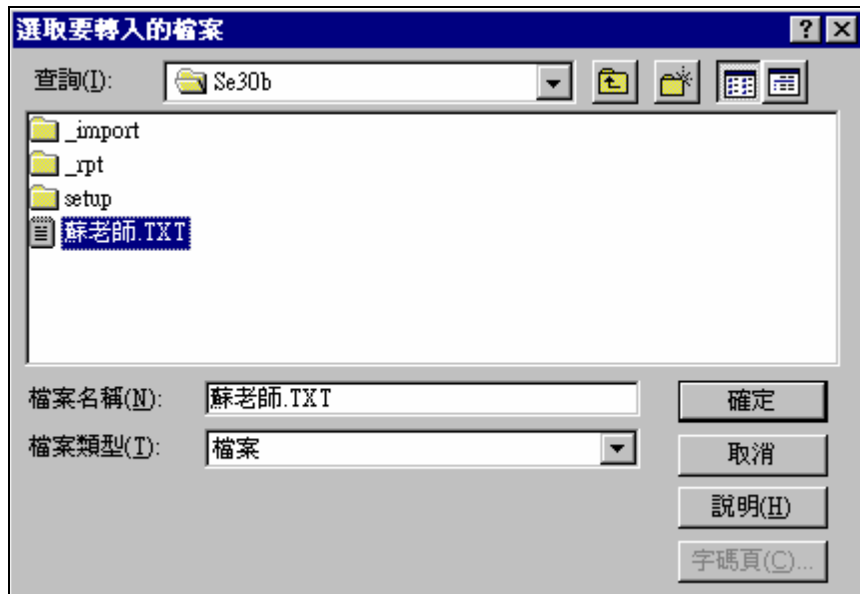 選取要轉入的檔案
查詢(I): Se30b
_import
_rpt
setup
蘇老師.TXT
檔案名稱(N): 蘇老師.TXT
確定
檔案類型(T): 檔案
取消
說明(H)
字碼頁(C)...